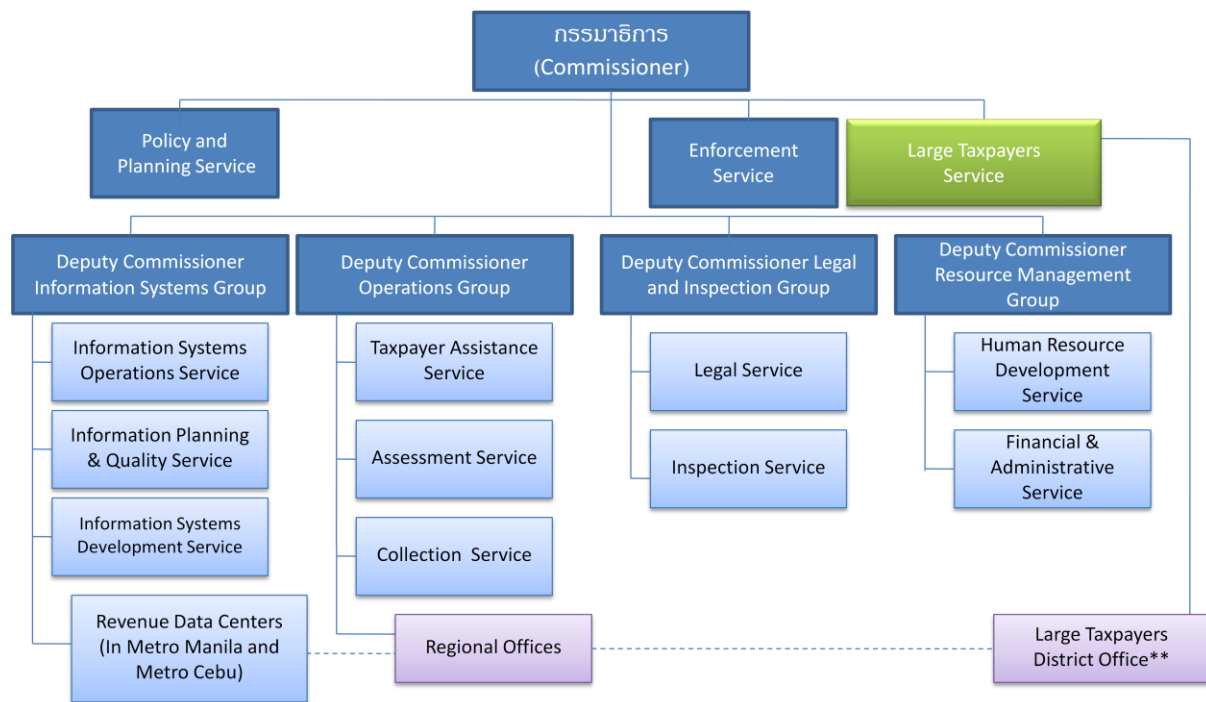 กรรมาธิการ
(Commissioner)
Policy and
Planning Service
Enforcement
Service
Large Taxpayers
Service
Deputy Commissioner
Information Systems Group
Deputy Commissioner
Operations Group
Deputy Commissioner Legal
and Inspection Group
Deputy Commissioner
Resource Management
Group
Information Systems
Operations Service
Taxpayer Assistance
Service
Legal Service
Human Resource
Development
Service
Information Planning
& Quality Service
Assessment Service
Inspection Service
Financial &
Administrative
Service
Information Systems
Development Service
Collection Service
Revenue Data Centers
(In Metro Manila and
Metro Cebu)
Regional Offices
Large Taxpayers
District Office**